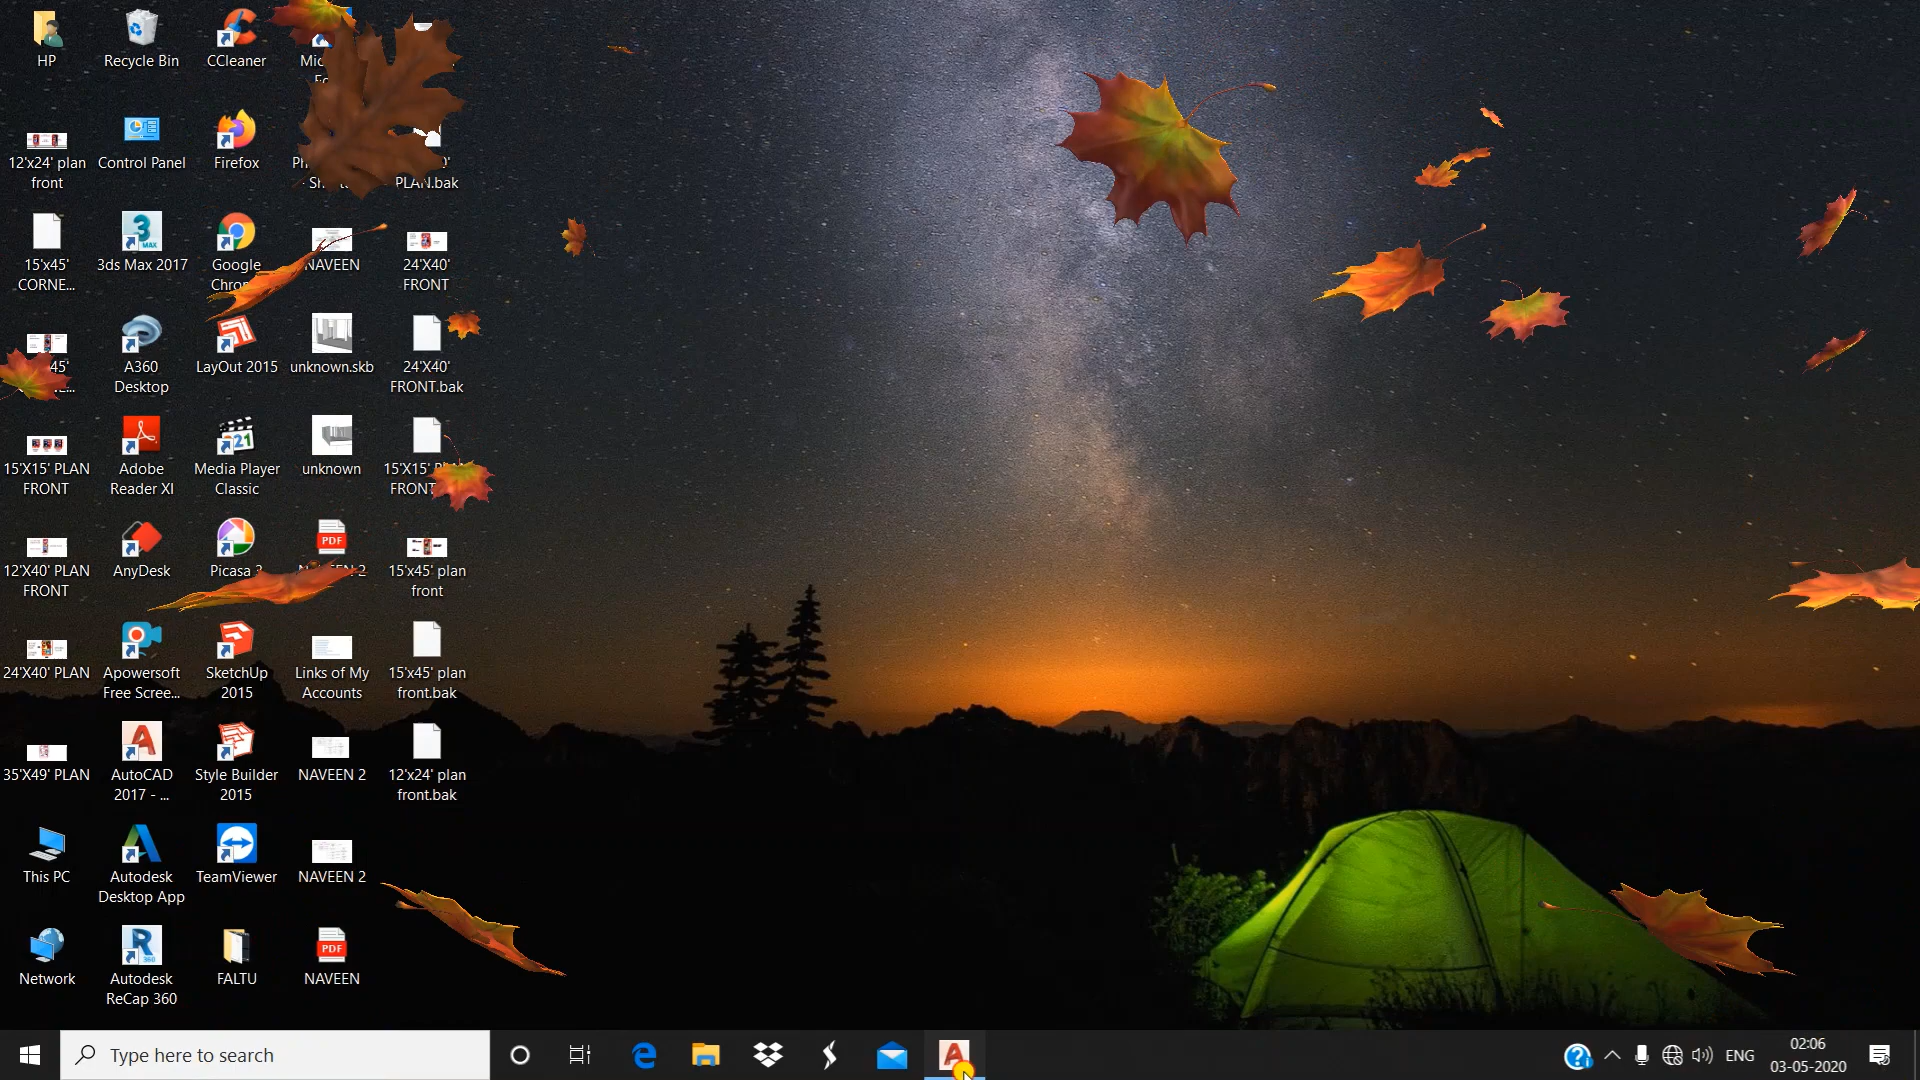 HP
Recycle Bin
CCleaner
12'x24' plan
front
Control Panel
Firefox
PLAN.bak
15'x45'
CORNE...
3ds Max 2017
Google
NAVEEN
24'X40'
FRONT
45'
A360
Desktop
LayOut 2015
unknown.skb
24'X40'
FRONT.bak
15'X15' PLAN
FRONT
Adobe
Reader XI
Media Player
Classic
unknown
15'X15'
FRONT
12'X40' PLAN
FRONT
AnyDesk
Picasa
PDF
15'x45' plan
front
24'X40' PLAN
Apowersoft
Free Scree...
SketchUp
2015
Links of My
Accounts
15'x45' plan
front.bak
35'X49' PLAN
AutoCAD
2017 - ...
Style Builder
2015
NAVEEN 2
12'x24' plan
front.bak
This PC
Autodesk
Desktop App
TeamViewer
NAVEEN 2
Network
Autodesk
ReCap 360
FALTU
PDF
NAVEEN
Type here to search
ENG
02:06
03-05-2020